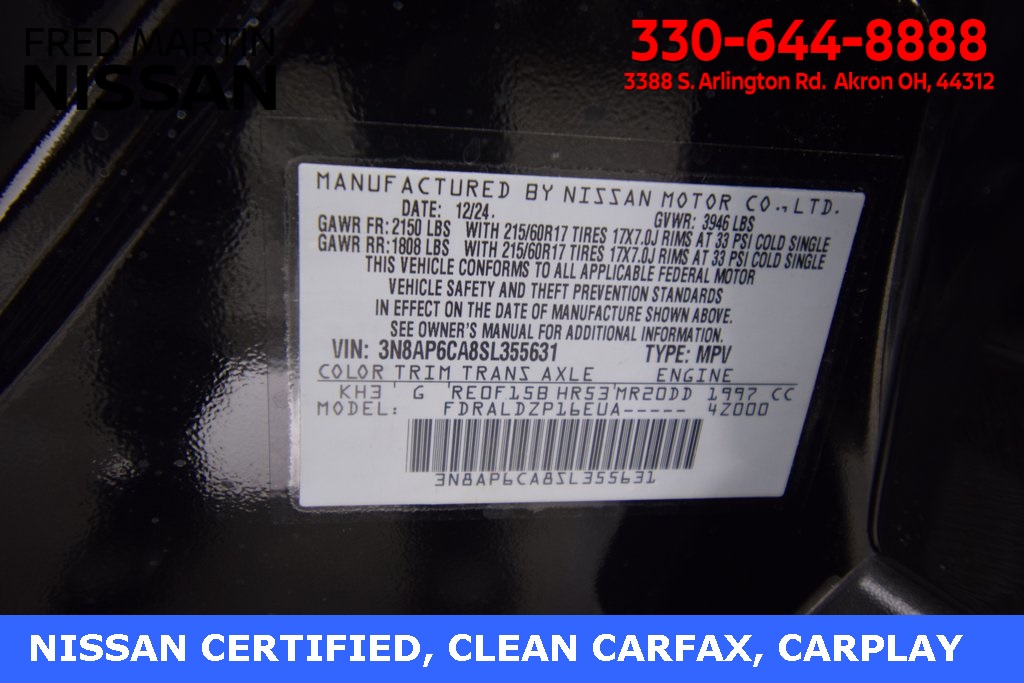 FRED MARTIN
NISSAN
330-644-8888
3388 S. Arlington Rd. Akron OH, 44312
MANUFACTURED BY NISSAN MOTOR CO., LTD.
DATE: 12/24. GVWR: 3946 LBS
GAWR FR: 2150 LBS WITH 215/60R17 TIRES 17X7.0J RIMS AT 33 PSI COLD SINGLE
GAWR RR: 1808 LBS WITH 215/60R17 TIRES 17X7.0J RIMS AT 33 PSI COLD SINGLE
THIS VEHICLE CONFORMS TO ALL APPLICABLE FEDERAL MOTOR
VEHICLE SAFETY AND THEFT PREVENTION STANDARDS
IN EFFECT ON THE DATE OF MANUFACTURE SHOWN ABOVE.
SEE OWNER'S MANUAL FOR ADDITIONAL INFORMATION.
VIN: 3N8AP6CA8SL355631 TYPE: MPV
COLOR TRIM TRANS AXLE ENGINE
KH3 ' G 'RE0F15B HR53'MR20DD 1997 CC
MODEL: FDRALDZP16EUA----- 4Z000
3N8AP6CA8SL355631
NISSAN CERTIFIED, CLEAN CARFAX, CARPLAY